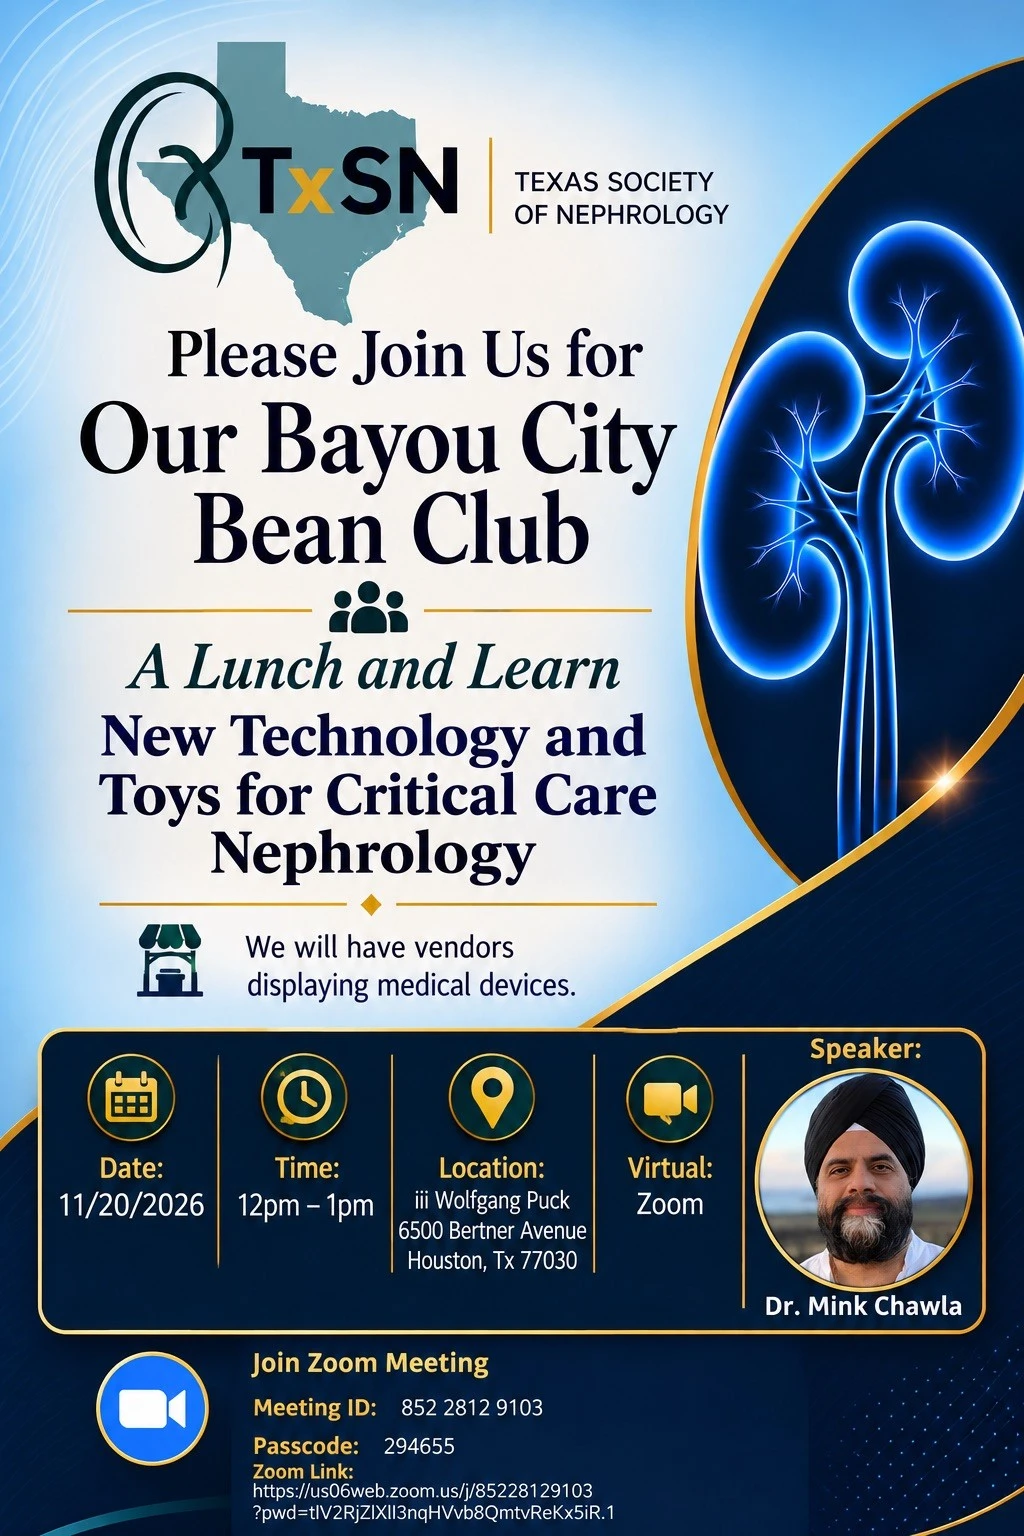 TxSN
TEXAS SOCIETY
OF NEPHROLOGY
Please Join Us for
Our Bayou City
Bean Club
A Lunch and Learn
New Technology and
Toys for Critical Care
Nephrology
We will have vendors
displaying medical devices.
Date:
11/20/2026
Time:
12pm – 1pm
Location:
iii Wolfgang Puck
6500 Bertner Avenue
Houston, Tx 77030
Virtual:
Zoom
Speaker:
Dr. Mink Chawla
Join Zoom Meeting
Meeting ID: 852 2812 9103
Passcode: 294655
Zoom Link:
https://us06web.zoom.us/j/85228129103
?pwd=tlV2RjZlXlI3nqHVvb8QmtvReKx5iR.1